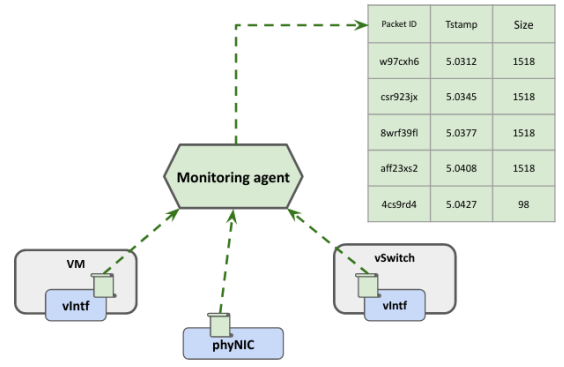 Packet ID Tstamp Size
w97cxh6 5.0312 1518
csr923jx 5.0345 1518
8wrf39fl 5.0377 1518
aff23xs2 5.0408 1518
4cs9rd4 5.0427 98
Monitoring agent
VM
vIntf
vSwitch
vIntf
phyNIC